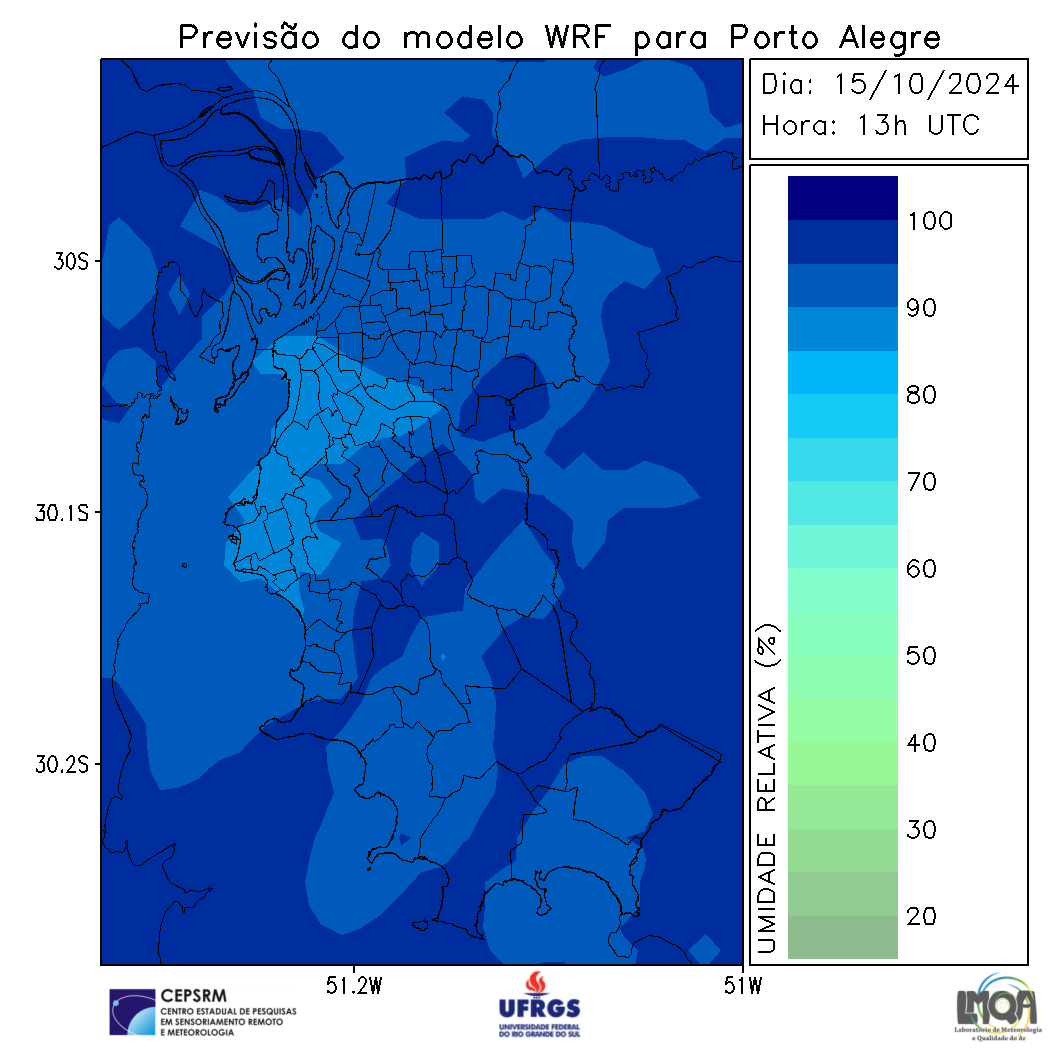 Previsão do modelo WRF para Porto Alegre
Dia: 15/10/2024
Hora: 13h UTC
30S
30.1S
30.2S
51.2W
51W
UMIDADE RELATIVA (%)
100
90
80
70
60
50
40
30
20
CEPSRM
CENTRO ESTADUAL DE PESQUISAS
EM SENSORIAMENTO REMOTO
E METEOROLOGIA
UFRGS
UNIVERSIDADE FEDERAL
DO RIO GRANDE DO SUL
LMQA
Laboratório de Meteorologia
e Qualidade do Ar